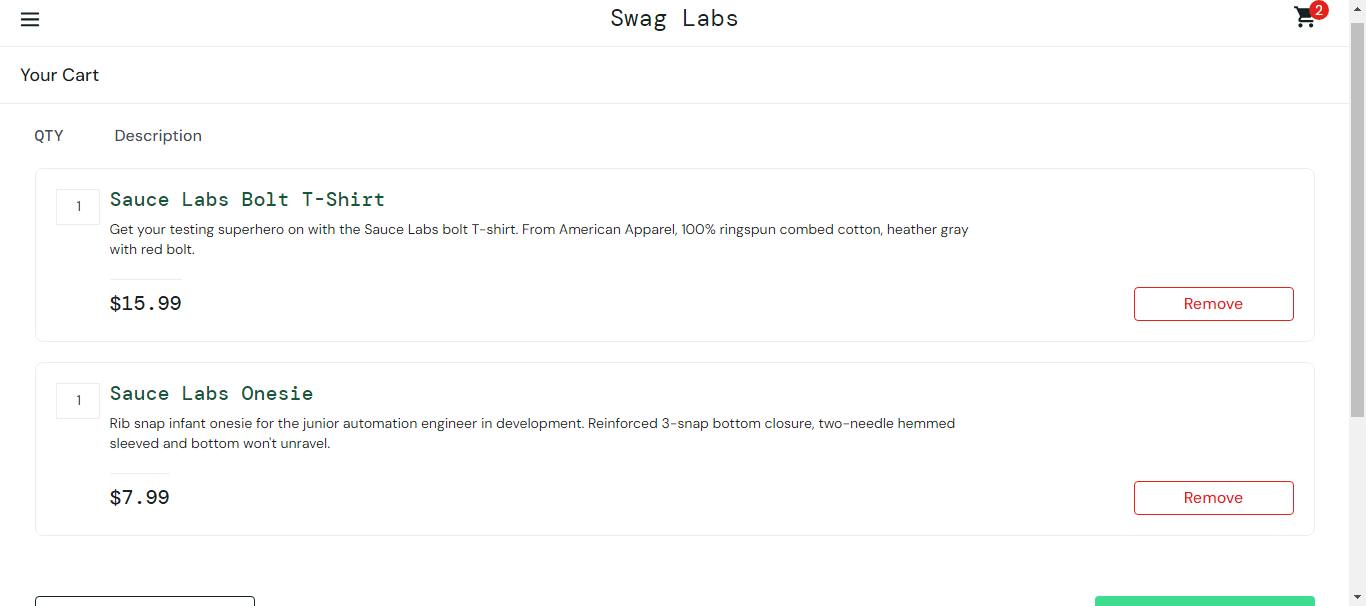 Swag Labs
2
Your Cart
QTY Description
1
Sauce Labs Bolt T-Shirt
Get your testing superhero on with the Sauce Labs bolt T-shirt. From American Apparel, 100% ringspun combed cotton, heather gray
with red bolt.
$15.99
Remove
1
Sauce Labs Onesie
Rib snap infant onesie for the junior automation engineer in development. Reinforced 3-snap bottom closure, two-needle hemmed
sleeved and bottom won't unravel.
$7.99
Remove